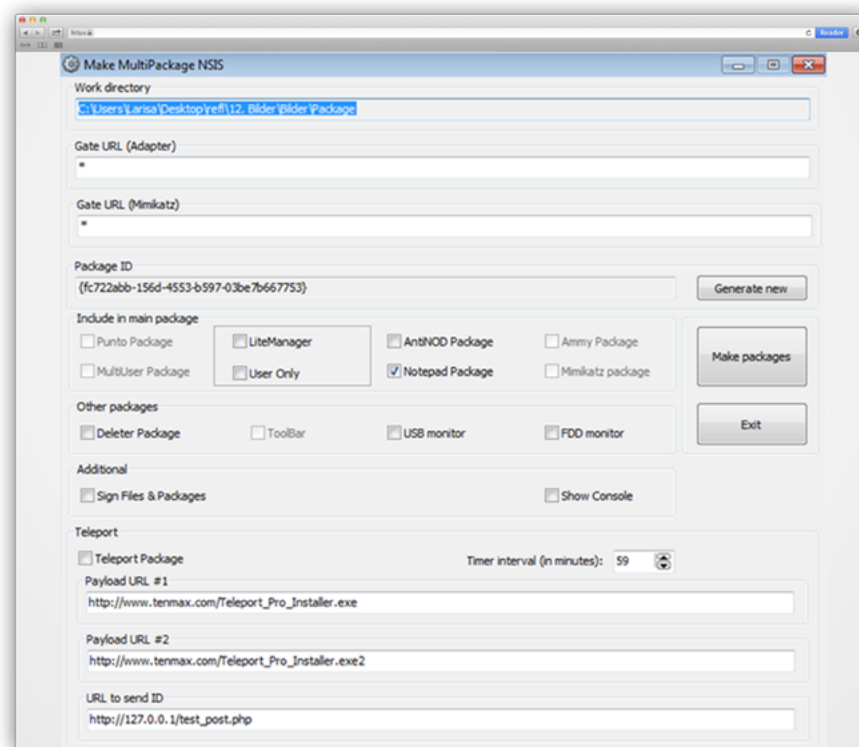 https
Reader
Make MultiPackage NSIS
Work directory
C:\Users\Larisa\Desktop\refl\12. Bilder\Bilder\Package
Gate URL (Adapter)
*
Gate URL (Mimikatz)
*
Package ID
{fc722abb-156d-4553-b597-03be7b667753}
Generate new
Include in main package
Punto Package LiteManager AntiNOD Package Ammy Package
MultiUser Package User Only Notepad Package Mimikatz package
Make packages
Other packages
Deleter Package ToolBar USB monitor FDD monitor
Exit
Additional
Sign Files & Packages Show Console
Teleport
Teleport Package Timer interval (in minutes): 59
Payload URL #1
http://www.tenmax.com/Teleport_Pro_Installer.exe
Payload URL #2
http://www.tenmax.com/Teleport_Pro_Installer.exe2
URL to send ID
http://127.0.0.1/test_post.php